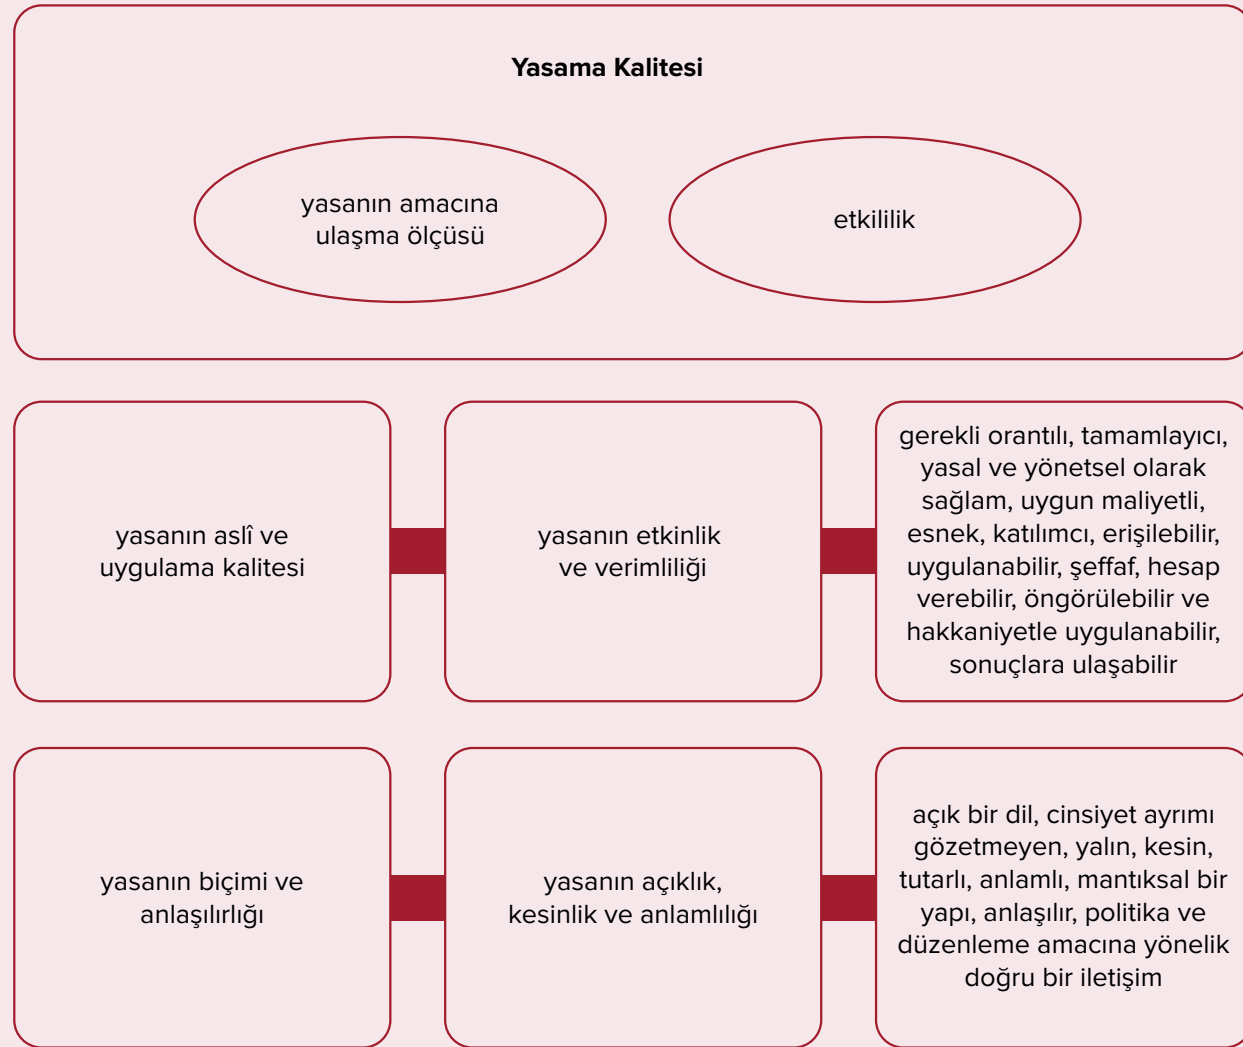 Yasama Kalitesi
yasanın amacına
ulaşma ölçüsü
etkililik
yasanın aslî ve
uygulama kalitesi
yasanın etkinlik
ve verimliliği
gerekli orantılı, tamamlayıcı,
yasal ve yönetsel olarak
sağlam, uygun maliyetli,
esnek, katılımcı, erişilebilir,
uygulanabilir, şeffaf, hesap
verebilir, öngörülebilir ve
hakkaniyetle uygulanabilir,
sonuçlara ulaşabilir
yasanın biçimi ve
anlaşılırlığı
yasanın açıklık,
kesinlik ve anlamlılığı
açık bir dil, cinsiyet ayrımı
gözetmeyen, yalın, kesin,
tutarlı, anlamlı, mantıksal bir
yapı, anlaşılır, politika ve
düzenleme amacına yönelik
doğru bir iletişim